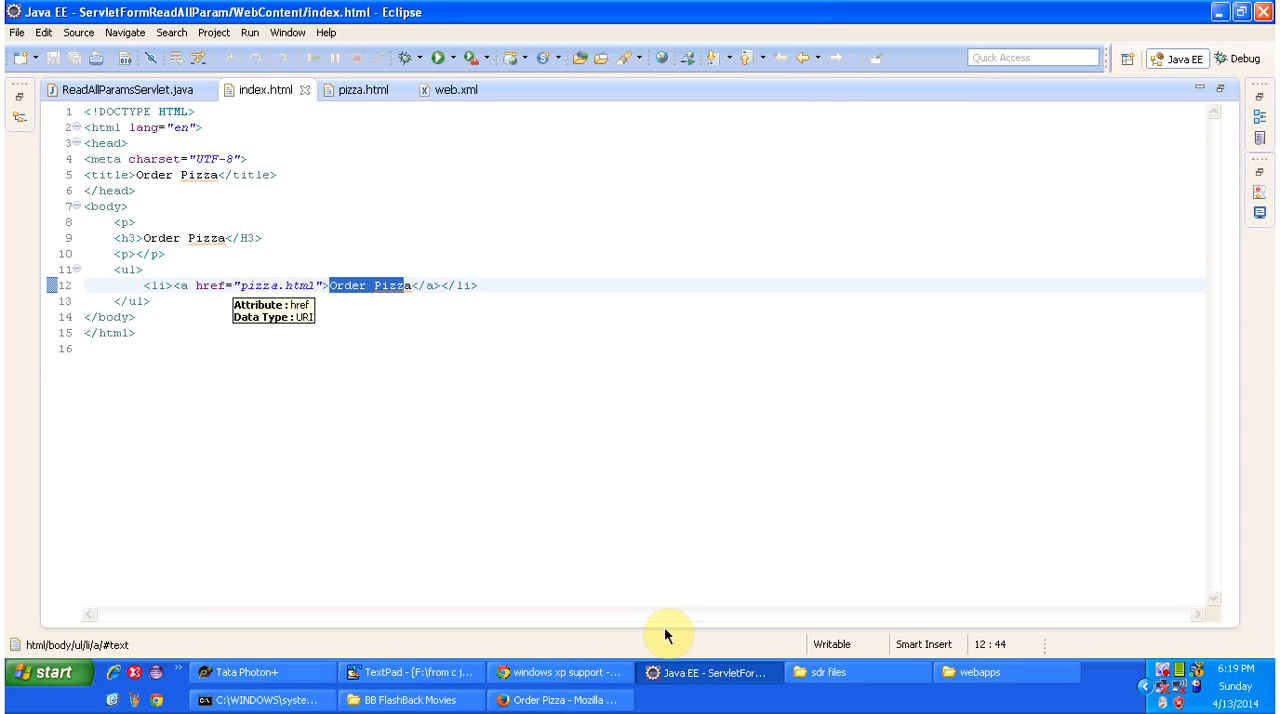 Java EE - ServletFormReadAllParam/WebContent/index.html - Eclipse
File Edit Source Navigate Search Project Run Window Help
Quick Access
Java EE
Debug
ReadAllParamsServlet.java
index.html
pizza.html
web.xml
1 <!DOCTYPE HTML>
2 <html lang="en">
3 <head>
4 <meta charset="UTF-8">
5 <title>Order Pizza</title>
6 </head>
7 <body>
8 <p>
9 <h3>Order Pizza</H3>
10 <p></p>
11 <ul>
12 <li><a href="pizza.html">Order Pizza</a></li>
13 </ul>
14 </body>
15 </html>
16
Attribute : href
Data Type : URI
html/body/ul/li/a/#text
Writable
Smart Insert
12 : 44
start
Tata Photon+
TextPad - [F:\from c j...
windows xp support -...
Java EE - ServletFor...
sdr files
webapps
C:\WINDOWS\syste...
BB FlashBack Movies
Order Pizza - Mozilla ...
6:19 PM
Sunday
4/13/2014